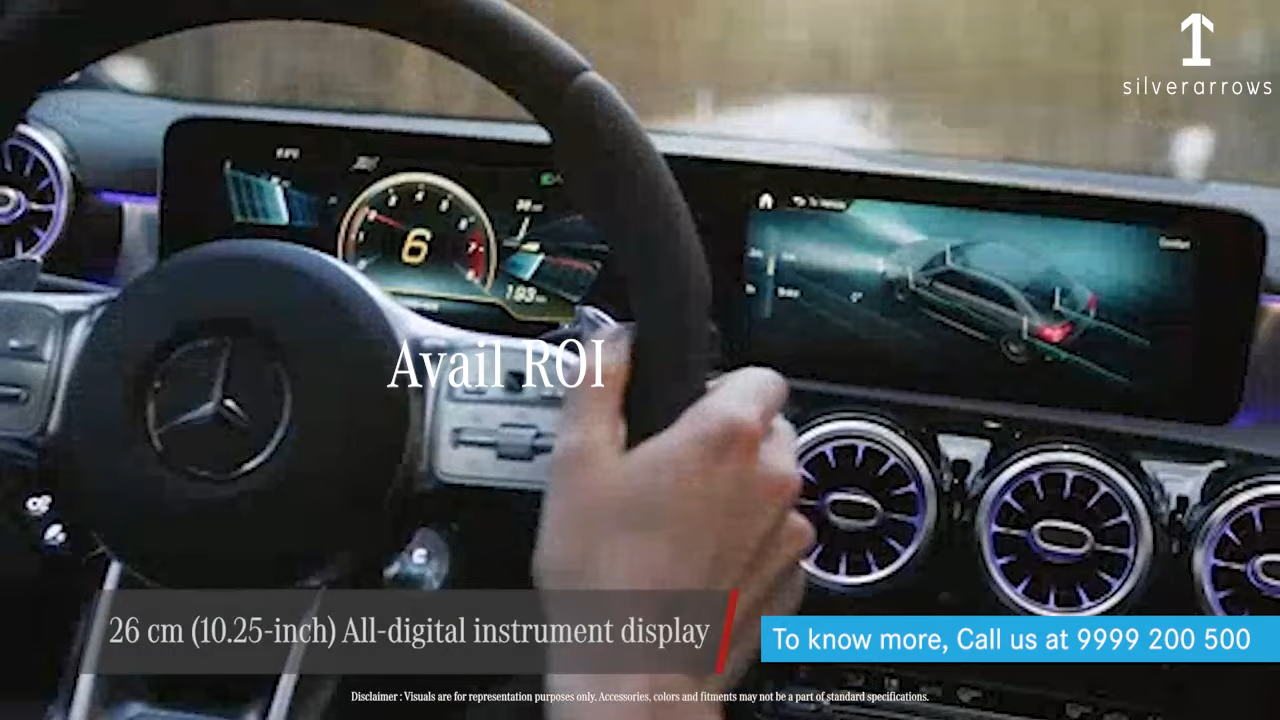 silverarrows
6
193
Avail ROI
26 cm (10.25-inch) All-digital instrument display
To know more, Call us at 9999 200 500
Disclaimer : Visuals are for representation purposes only. Accessories, colors and fitments may not be a part of standard specifications.